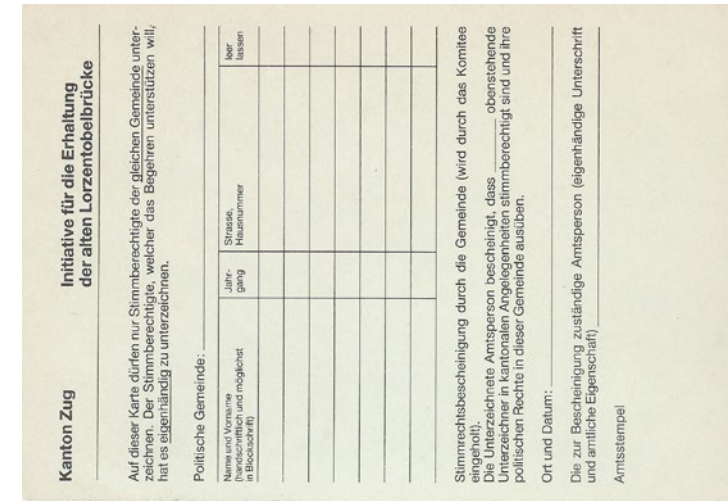 Kanton Zug
Initiative für die Erhaltung
der alten Lorzentobelbrücke
Auf dieser Karte dürfen nur Stimmberechtigte der gleichen Gemeinde unter-
zeichnen. Der Stimmberechtigte, welcher das Begehren unterstützen will,
hat es eigenhändig zu unterzeichnen.
Politische Gemeinde:
Name und Vorname
(handschriftlich und möglichst
in Blockschrift)
Jahr-
gang
Strasse,
Hausnummer
leer
lassen
Stimmrechtsbescheinigung durch die Gemeinde (wird durch das Komitee
eingeholt).
Die Unterzeichnete Amtsperson bescheinigt, dass obenstehende
Unterzeichner in kantonalen Angelegenheiten stimmberechtigt sind und ihre
politischen Rechte in dieser Gemeinde ausüben.
Ort und Datum:
Die zur Bescheinigung zuständige Amtsperson (eigenhändige Unterschrift
und amtliche Eigenschaft)
Amtsstempel